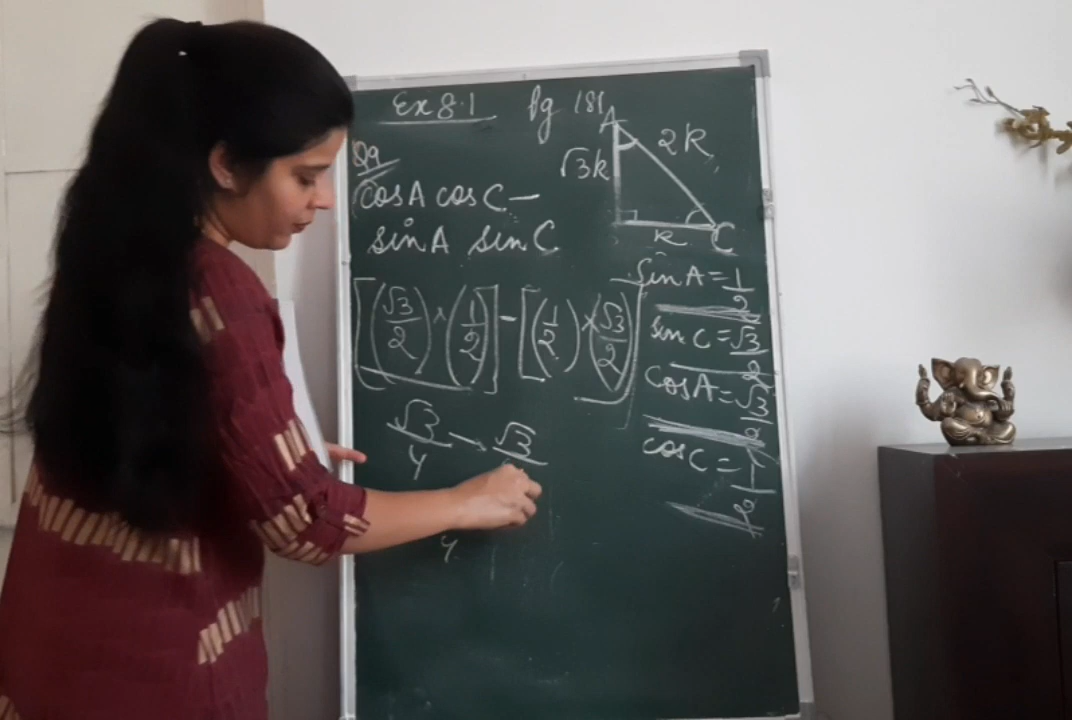 Ex 8.1 Pg 181
Q9
cos A cos C −
sin A sin C
[(√3/2) × (1/2)] − [(1/2) × (√3/2)]
√3/4 − √3
4
A
2k
√3k
k
C
sin A = 1/2
sin C = √3/2
cos A = √3/2
cos C = 1/2